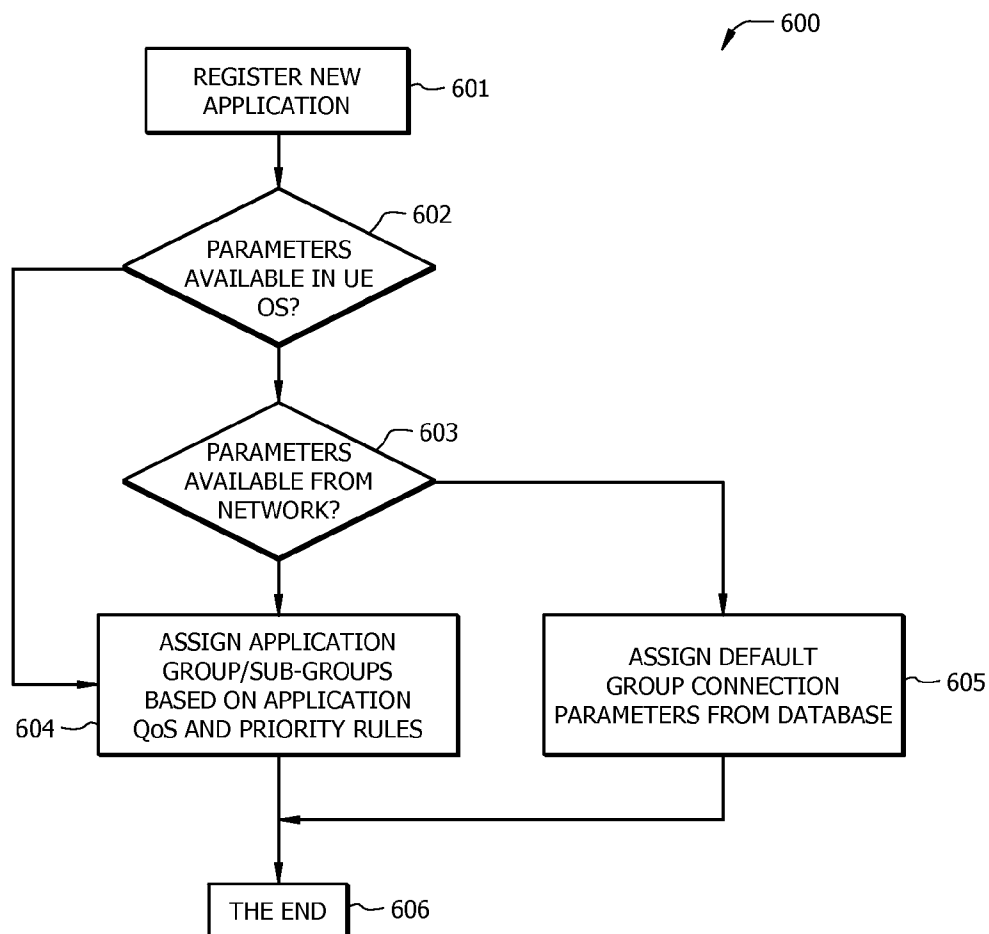 600
REGISTER NEW
APPLICATION
601
602
PARAMETERS
AVAILABLE IN UE
OS?
603
PARAMETERS
AVAILABLE FROM
NETWORK?
ASSIGN APPLICATION
GROUP/SUB-GROUPS
BASED ON APPLICATION
QoS AND PRIORITY RULES
604
ASSIGN DEFAULT
GROUP CONNECTION
PARAMETERS FROM DATABASE
605
THE END
606